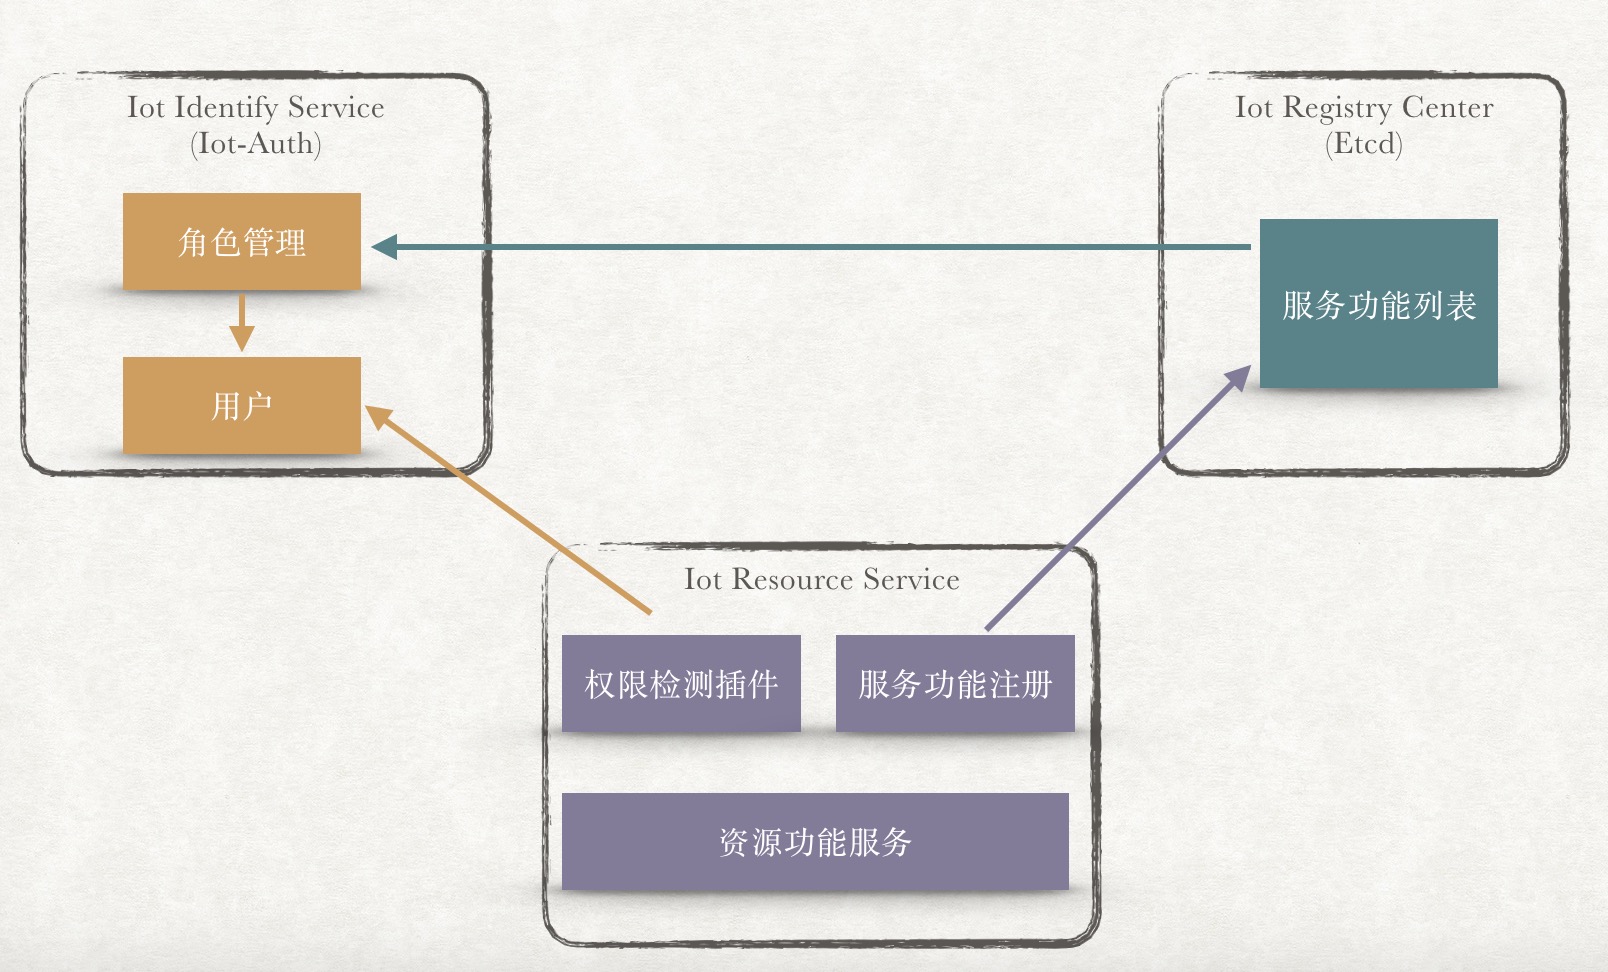 Iot Identify Service
(Iot-Auth)
角色管理
用户
Iot Registry Center
(Etcd)
服务功能列表
Iot Resource Service
权限检测插件
服务功能注册
资源功能服务